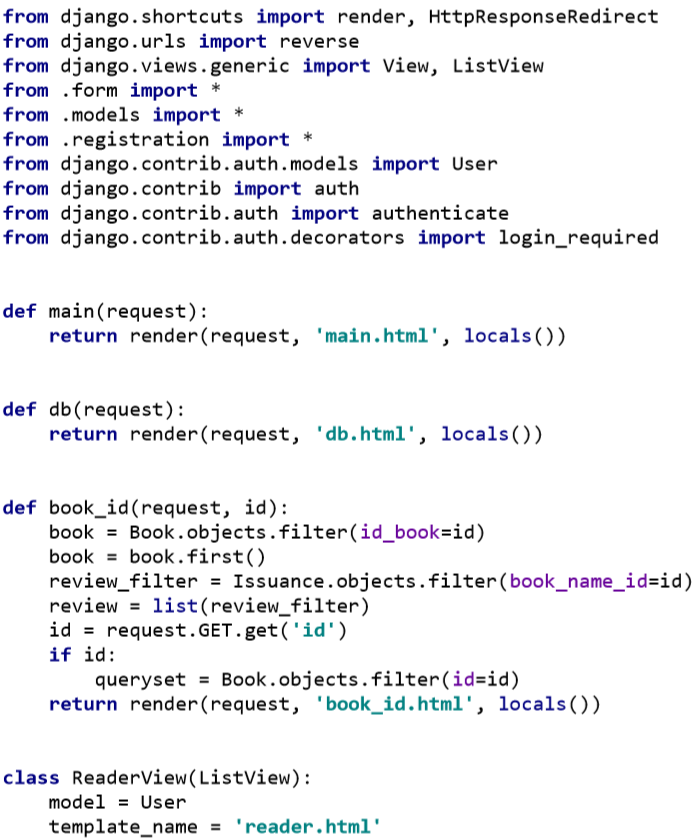 from django.shortcuts import render, HttpResponseRedirect
from django.urls import reverse
from django.views.generic import View, ListView
from .form import *
from .models import *
from .registration import *
from django.contrib.auth.models import User
from django.contrib import auth
from django.contrib.auth import authenticate
from django.contrib.auth.decorators import login_required
def main(request):
    return render(request, 'main.html', locals())
def db(request):
    return render(request, 'db.html', locals())
def book_id(request, id):
    book = Book.objects.filter(id_book=id)
    book = book.first()
    review_filter = Issuance.objects.filter(book_name_id=id)
    review = list(review_filter)
    id = request.GET.get('id')
    if id:
        queryset = Book.objects.filter(id=id)
    return render(request, 'book_id.html', locals())
class ReaderView(ListView):
    model = User
    template_name = 'reader.html'